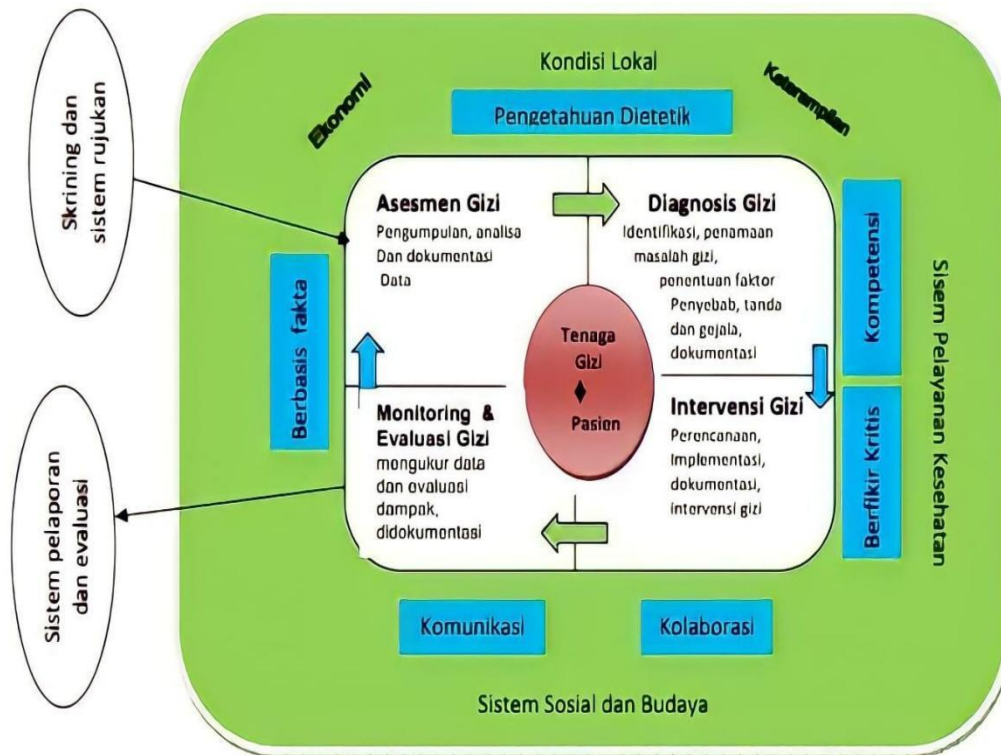 Skrining dan
sistem rujukan
Sistem pelaporan
dan evaluasi
Kondisi Lokal
Ekonomi
Keterampilan
Pengetahuan Dietetik
Berbasis fakta
Asesmen Gizi
Pengumpulan, analisa
Dan dokumentasi
Data
Diagnosis Gizi
Identifikasi, penamaan
masalah gizi,
penentuan faktor
Penyebab, tanda
dan gejala,
dokumentasi
Tenaga
Gizi
Pasien
Monitoring &
Evaluasi Gizi
mengukur data
dan evaluasi
dampak,
didokumentasi
Intervensi Gizi
Perencanaan,
Implementasi,
dokumentasi,
intervensi gizi
Kompetensi
Berfikir Kritis
Sisem Pelayanan Kesehatan
Komunikasi
Kolaborasi
Sistem Sosial dan Budaya